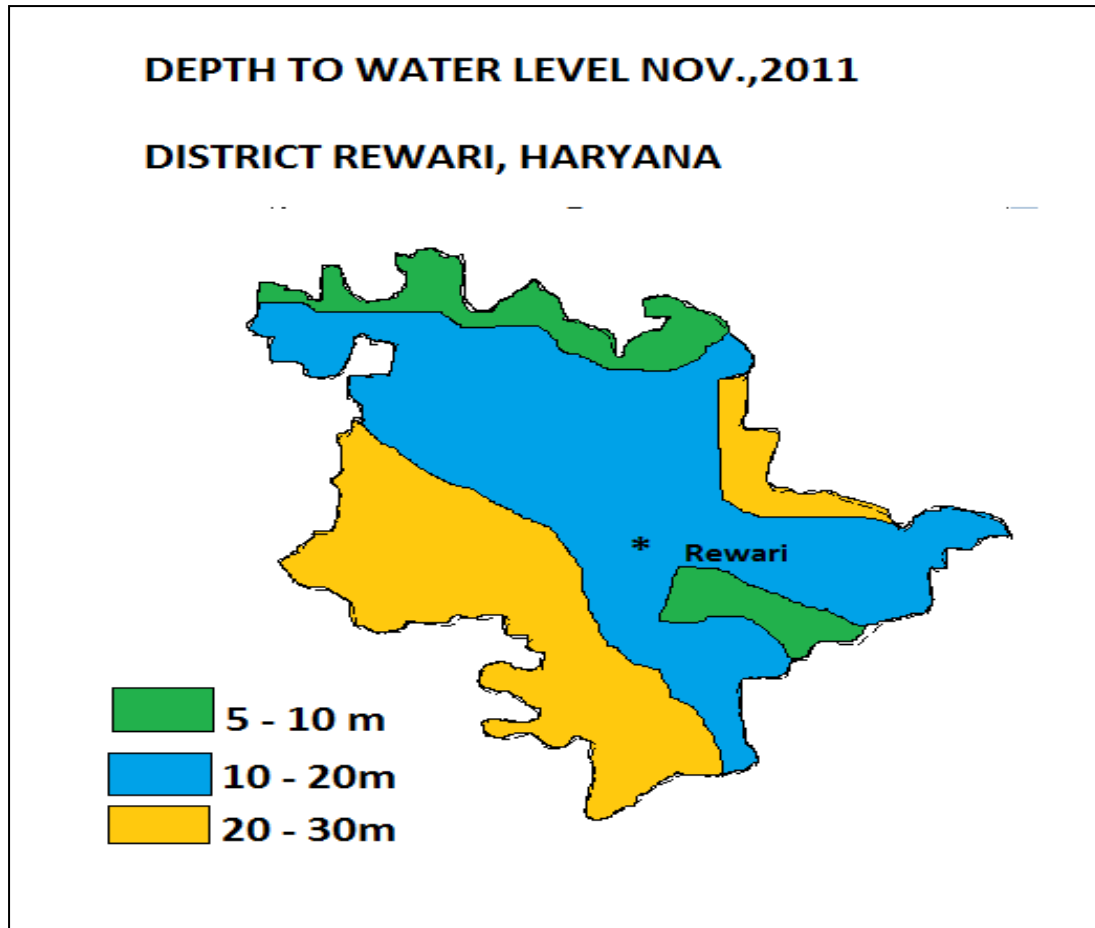 DEPTH TO WATER LEVEL NOV.,2011
DISTRICT REWARI, HARYANA
* Rewari
5 - 10 m
10 - 20m
20 - 30m